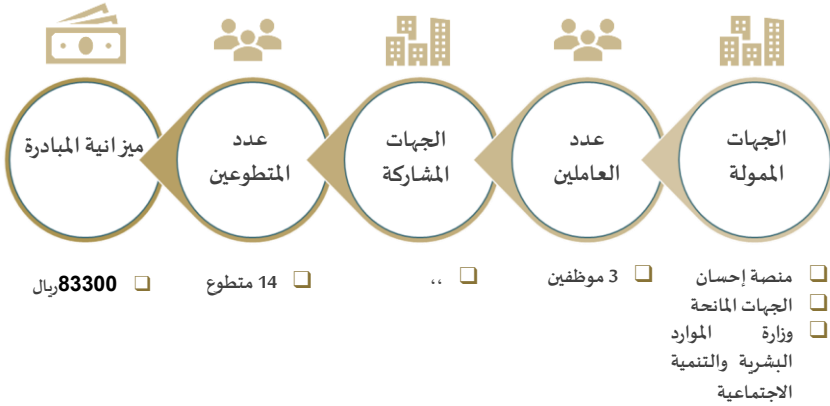 الجهات
الممولة
عدد
العاملين
الجهات
المشاركة
عدد
المتطوعين
ميزانية المبادرة
❑ منصة إحسان
❑ الجهات المانحة
❑ وزارة الموارد
البشرية والتنمية
الاجتماعية
❑ 3 موظفين
❑ ،،
❑ 14 متطوع
❑ 83300ريال